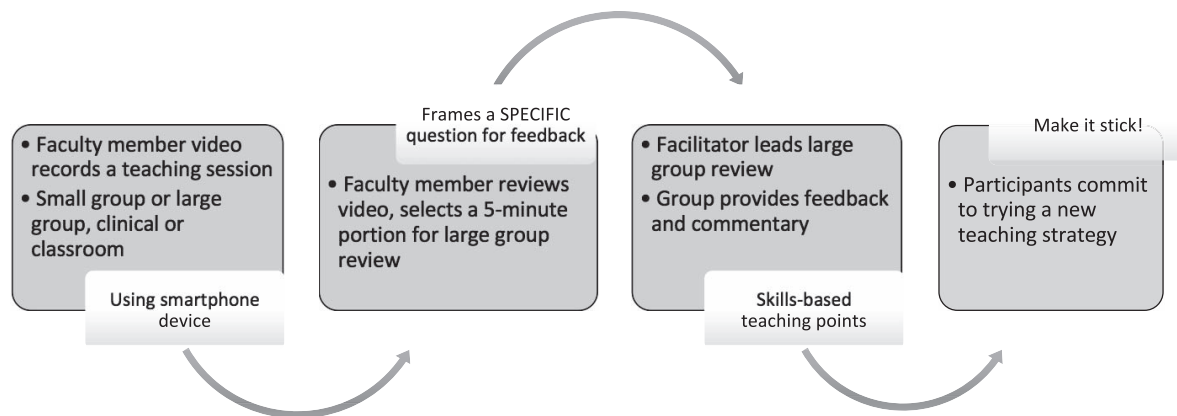 • Faculty member video
records a teaching session
• Small group or large
group, clinical or
classroom
Using smartphone
device
Frames a SPECIFIC
question for feedback
• Faculty member reviews
video, selects a 5-minute
portion for large group
review
• Facilitator leads large
group review
• Group provides feedback
and commentary
Skills-based
teaching points
Make it stick!
• Participants commit
to trying a new
teaching strategy